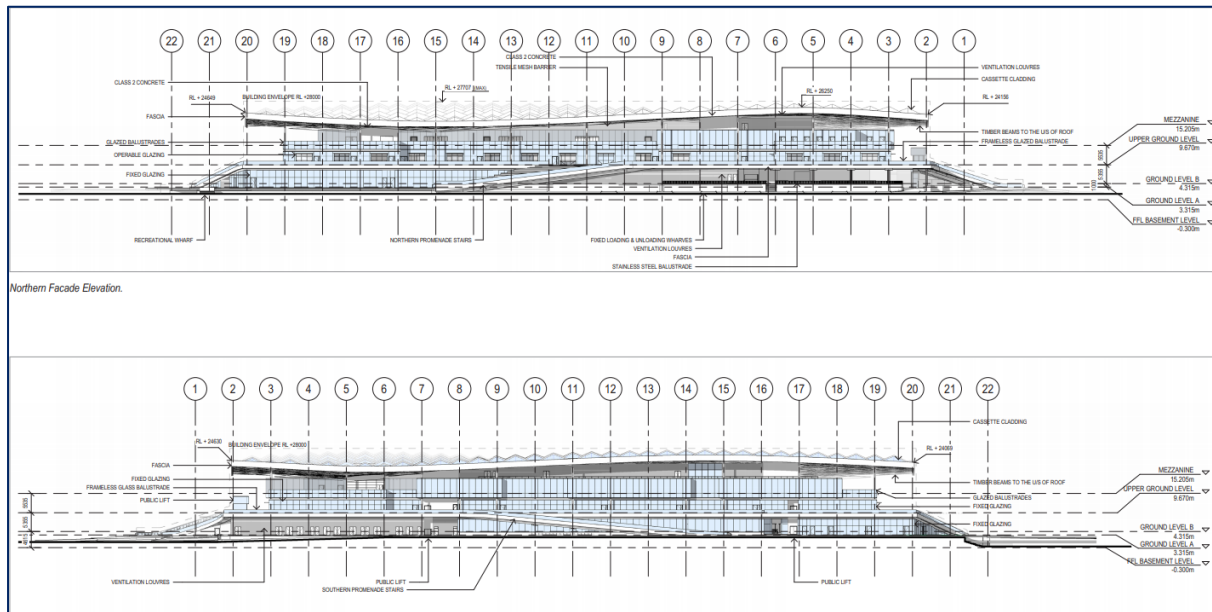 22 21 20 19 18 17 16 15 14 13 12 11 10 9 8 7 6 5 4 3 2 1
CLASS 2 CONCRETE
TENSILE MESH BARRIER
VENTILATION LOUVRES
CLASS 2 CONCRETE
CASSETTE CLADDING
RL + 27707 (MAX)
RL + 26250
RL + 24649
BUILDING ENVELOPE RL +28000
FASCIA
MEZZANINE
15.205m
TIMBER BEAMS TO THE U/S OF ROOF
UPPER GROUND LEVEL
9.670m
FRAMELESS GLAZED BALUSTRADE
GLAZED BALUSTRADES
OPERABLE GLAZING
5535
FIXED GLAZING
5355
GROUND LEVEL B
4.315m
1000
GROUND LEVEL A
3.315m
FFL BASEMENT LEVEL
-0.300m
RECREATIONAL WHARF
NORTHERN PROMENADE STAIRS
FIXED LOADING & UNLOADING WHARVES
VENTILATION LOUVRES
FASCIA
STAINLESS STEEL BALUSTRADE
Northern Facade Elevation.
1 2 3 4 5 6 7 8 9 10 11 12 13 14 15 16 17 18 19 20 21 22
CASSETTE CLADDING
RL + 24630
BUILDING ENVELOPE RL +28000
FASCIA
FIXED GLAZING
FRAMELESS GLASS BALUSTRADE
PUBLIC LIFT
MEZZANINE
15.205m
TIMBER BEAMS TO THE U/S OF ROOF
UPPER GROUND LEVEL
9.670m
GLAZED BALUSTRADES
FIXED GLAZING
5535
5355
FIXED GLAZING
GROUND LEVEL B
4.315m
GROUND LEVEL A
3.315m
FFL BASEMENT LEVEL
-0.300m
VENTILATION LOUVRES
PUBLIC LIFT
SOUTHERN PROMENADE STAIRS
PUBLIC LIFT